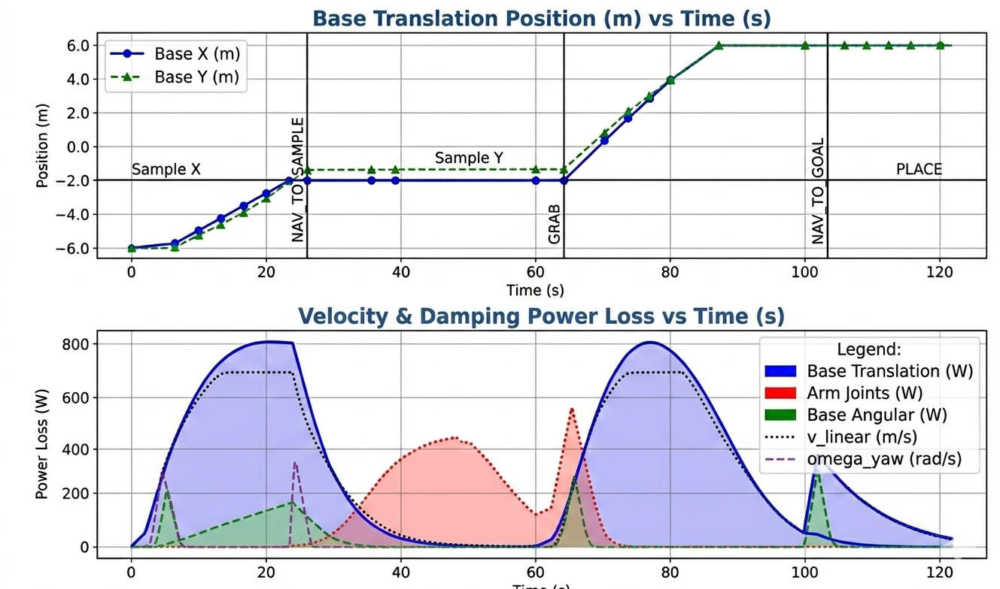 Base Translation Position (m) vs Time (s)
Base X (m)
Base Y (m)
Position (m)
6.0
4.0
2.0
0.0
−2.0
−4.0
−6.0
Sample X
NAV_TO_SAMPLE
Sample Y
GRAB
NAV_TO_GOAL
PLACE
0 20 40 60 80 100 120
Time (s)
Velocity & Damping Power Loss vs Time (s)
Power Loss (W)
800
600
400
200
0
Legend:
Base Translation (W)
Arm Joints (W)
Base Angular (W)
v_linear (m/s)
omega_yaw (rad/s)
0 20 40 60 80 100 120
Time (s)